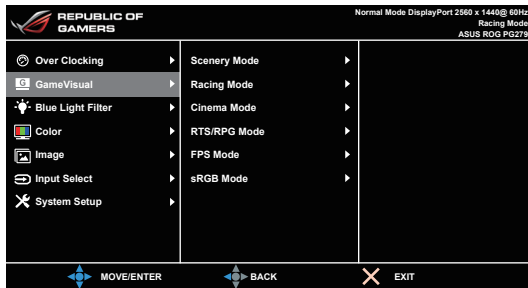 REPUBLIC OF
GAMERS
Normal Mode DisplayPort 2560 x 1440@ 60Hz
Racing Mode
ASUS ROG PG279
Over Clocking
G GameVisual
Blue Light Filter
Color
Image
Input Select
System Setup
Scenery Mode
Racing Mode
Cinema Mode
RTS/RPG Mode
FPS Mode
sRGB Mode
MOVE/ENTER
BACK
EXIT